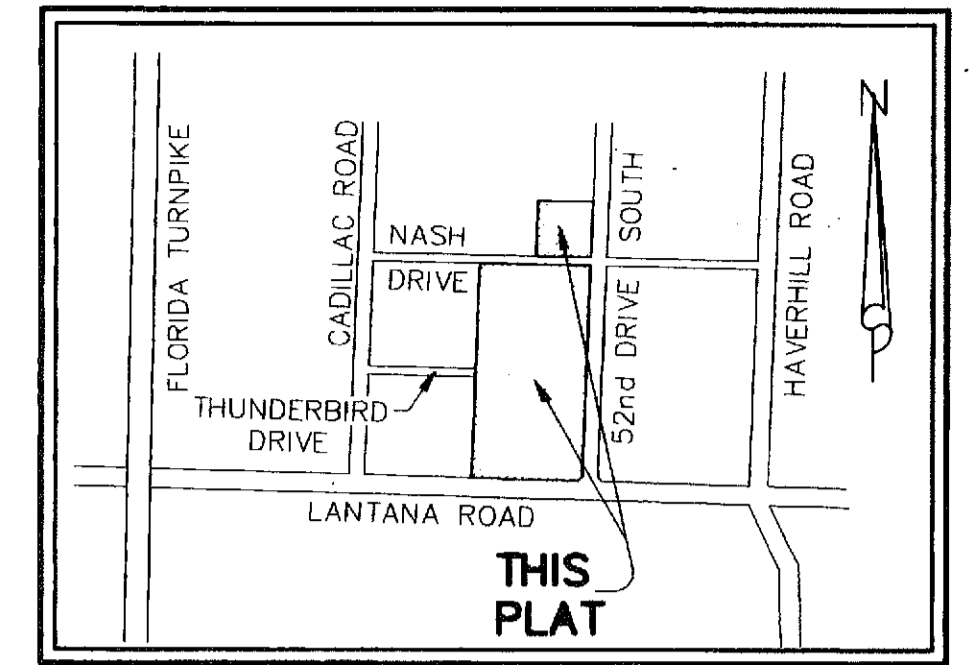 N
FLORIDA TURNPIKE
CADILLAC ROAD
NASH
DRIVE
SOUTH
52nd DRIVE
HAVERHILL ROAD
THUNDERBIRD
DRIVE
LANTANA ROAD
THIS
PLAT